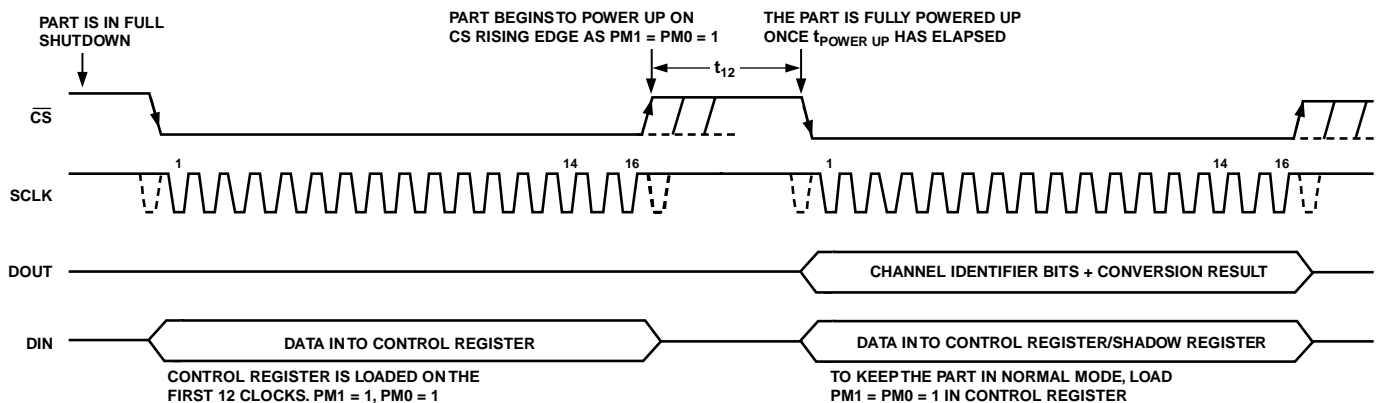 PART IS IN FULL
SHUTDOWN
PART BEGINS TO POWER UP ON
CS RISING EDGE AS PM1 = PM0 = 1
THE PART IS FULLY POWERED UP
ONCE tPOWER UP HAS ELAPSED
t12
CS
1
14
16
1
14
16
SCLK
DOUT
CHANNEL IDENTIFIER BITS + CONVERSION RESULT
DIN
DATA INTO CONTROL REGISTER
DATA INTO CONTROL REGISTER/SHADOW REGISTER
CONTROL REGISTER IS LOADED ON THE
FIRST 12 CLOCKS. PM1 = 1, PM0 = 1
TO KEEP THE PART IN NORMAL MODE, LOAD
PM1 = PM0 = 1 IN CONTROL REGISTER